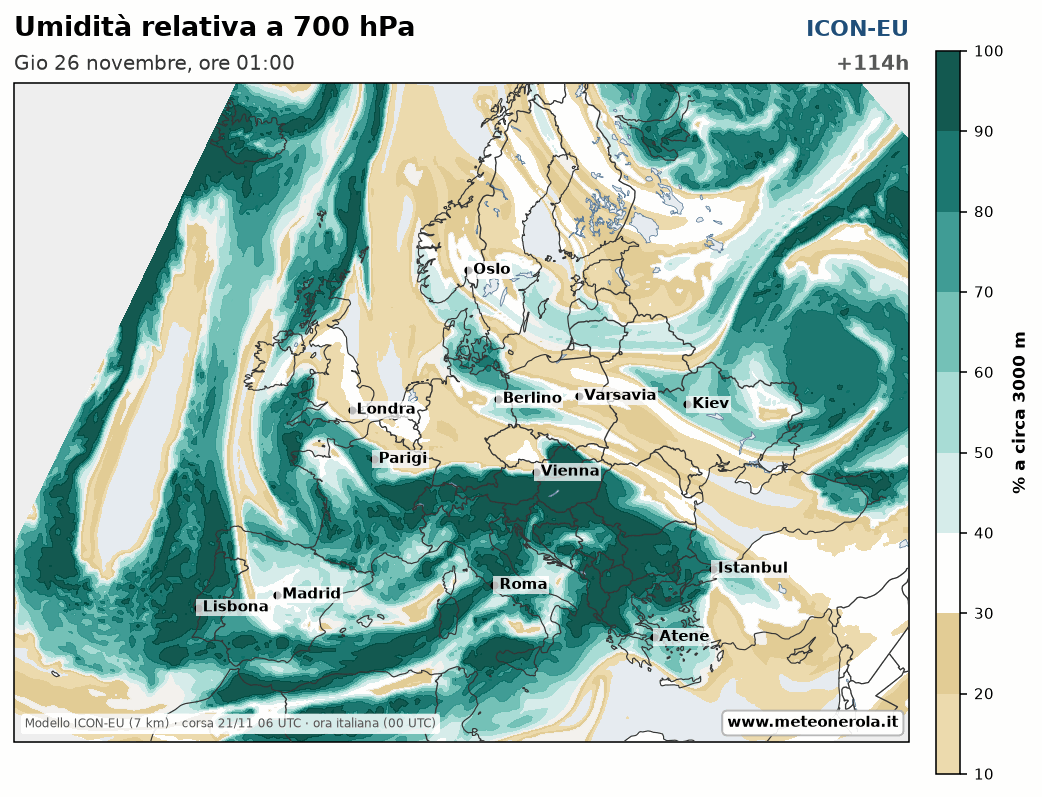 Umidità relativa a 700 hPa
ICON-EU
Gio 26 novembre, ore 01:00
+114h
100
90
80
70
60
50
40
30
20
10
% a circa 3000 m
Oslo
Berlino
Varsavia
Kiev
Londra
Parigi
Vienna
Istanbul
Roma
Madrid
Lisbona
Atene
Modello ICON-EU (7 km) · corsa 21/11 06 UTC · ora italiana (00 UTC)
www.meteonerola.it